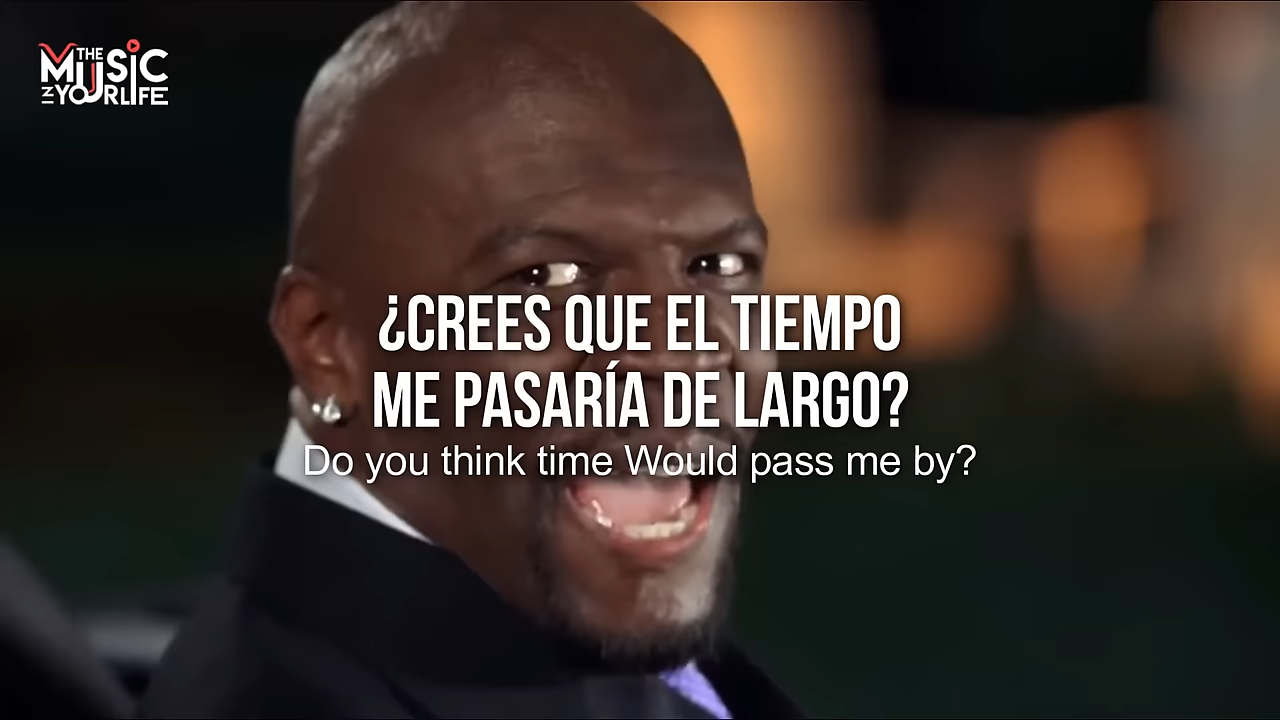 THE
MUSiC
IN YOUR LIFE
¿CREES QUE EL TIEMPO
ME PASARÍA DE LARGO?
Do you think time Would pass me by?